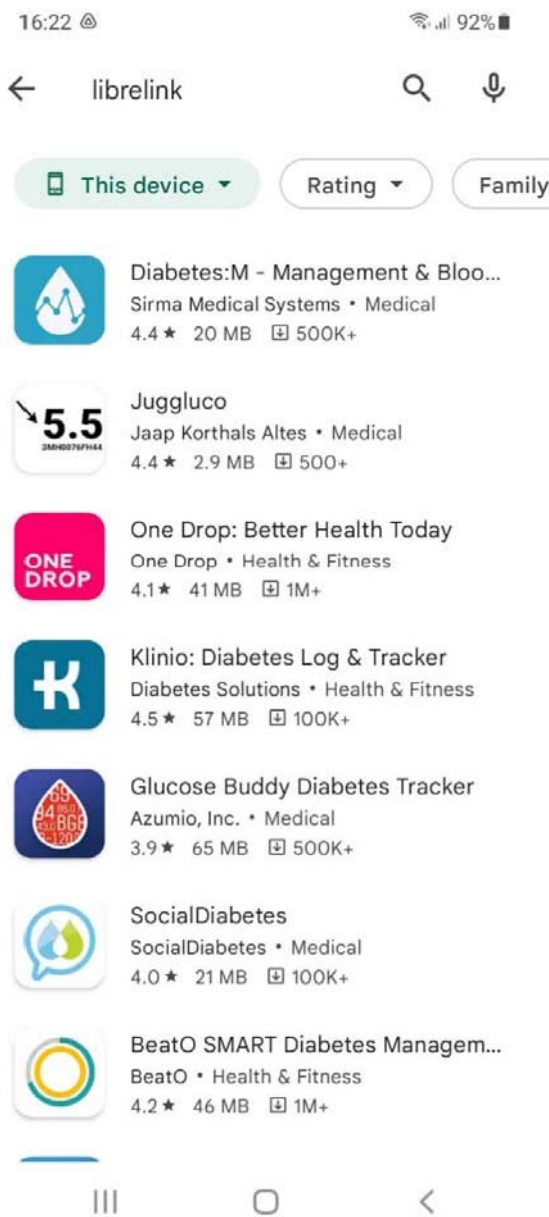 16:22
92%
librelink
This device
Rating
Family
Diabetes:M - Management & Bloo...
Sirma Medical Systems • Medical
4.4 ★ 20 MB 500K+
5.5
3MH0076FH44
Juggluco
Jaap Korthals Altes • Medical
4.4 ★ 2.9 MB 500+
ONE
DROP
One Drop: Better Health Today
One Drop • Health & Fitness
4.1 ★ 41 MB 1M+
Klinio: Diabetes Log & Tracker
Diabetes Solutions • Health & Fitness
4.5 ★ 57 MB 100K+
BGE
Glucose Buddy Diabetes Tracker
Azumio, Inc. • Medical
3.9 ★ 65 MB 500K+
SocialDiabetes
SocialDiabetes • Medical
4.0 ★ 21 MB 100K+
BeatO SMART Diabetes Managem...
BeatO • Health & Fitness
4.2 ★ 46 MB 1M+